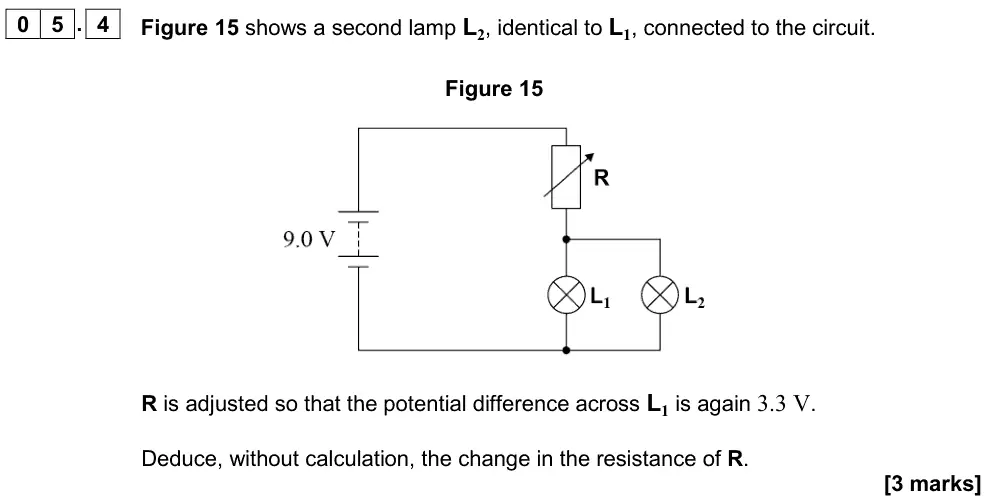 0 5 . 4 Figure 15 shows a second lamp L₂, identical to L₁, connected to the circuit.
Figure 15
R
9.0 V
L₁ L₂
R is adjusted so that the potential difference across L₁ is again 3.3 V.
Deduce, without calculation, the change in the resistance of R.
[3 marks]